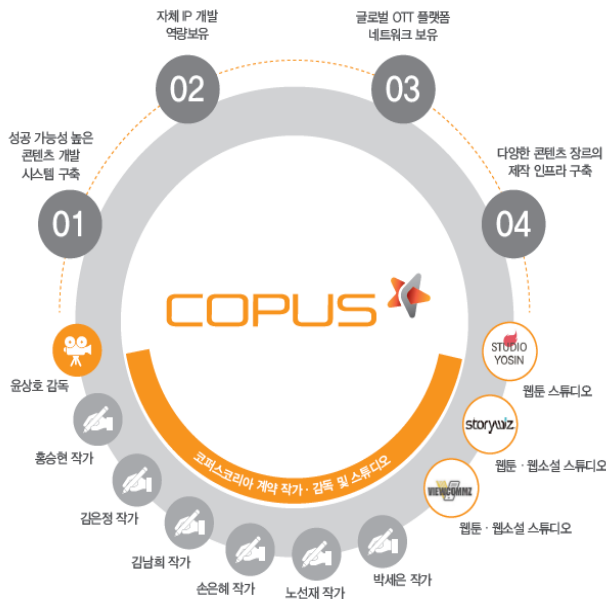 자체 IP 개발
역량보유
글로벌 OTT 플랫폼
네트워크 보유
02
03
성공 가능성 높은
콘텐츠 개발
시스템 구축
다양한 콘텐츠 장르의
제작 인프라 구축
01
04
COPUS
STUDIO
YOSIN
윤상호 감독
웹툰 스튜디오
storywiz
홍승현 작가
웹툰 · 웹소설 스튜디오
코퍼스코리아 계약 작가 · 감독 및 스튜디오
VIEWCOMMZ
김은정 작가
웹툰 · 웹소설 스튜디오
김남희 작가
손은혜 작가
노선재 작가
박세은 작가